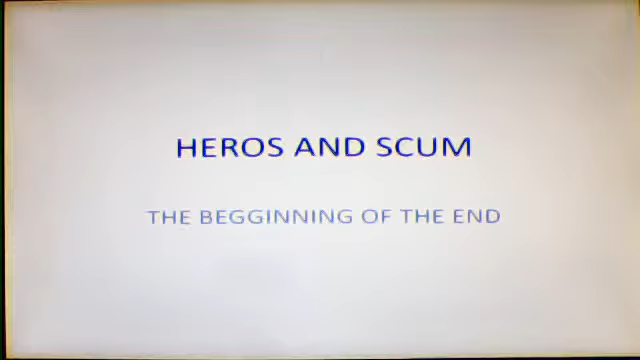 HEROS AND SCUM
THE BEGGINNING OF THE END